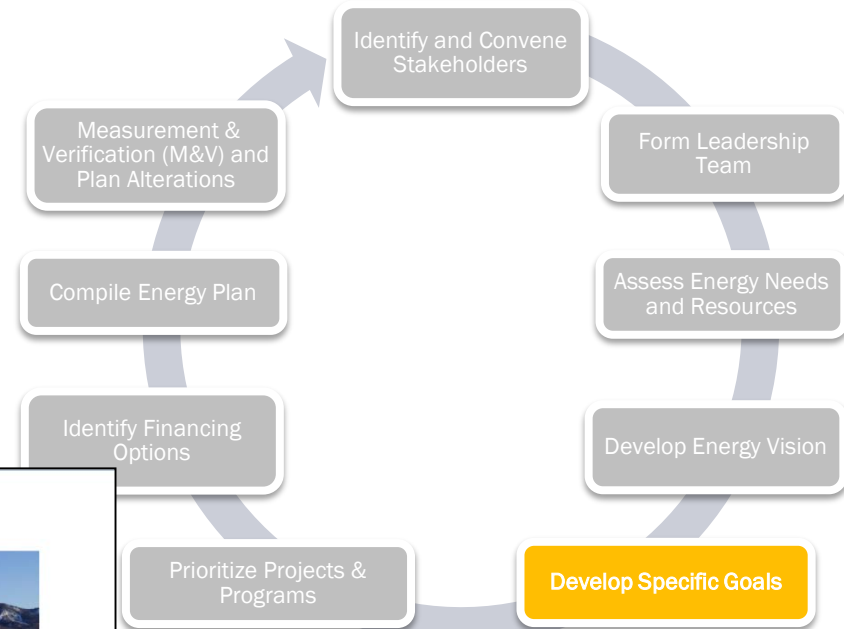 Identify and Convene
Stakeholders
Form Leadership
Team
Assess Energy Needs
and Resources
Develop Energy Vision
Develop Specific Goals
Prioritize Projects &
Programs
Identify Financing
Options
Compile Energy Plan
Measurement &
Verification (M&V) and
Plan Alterations